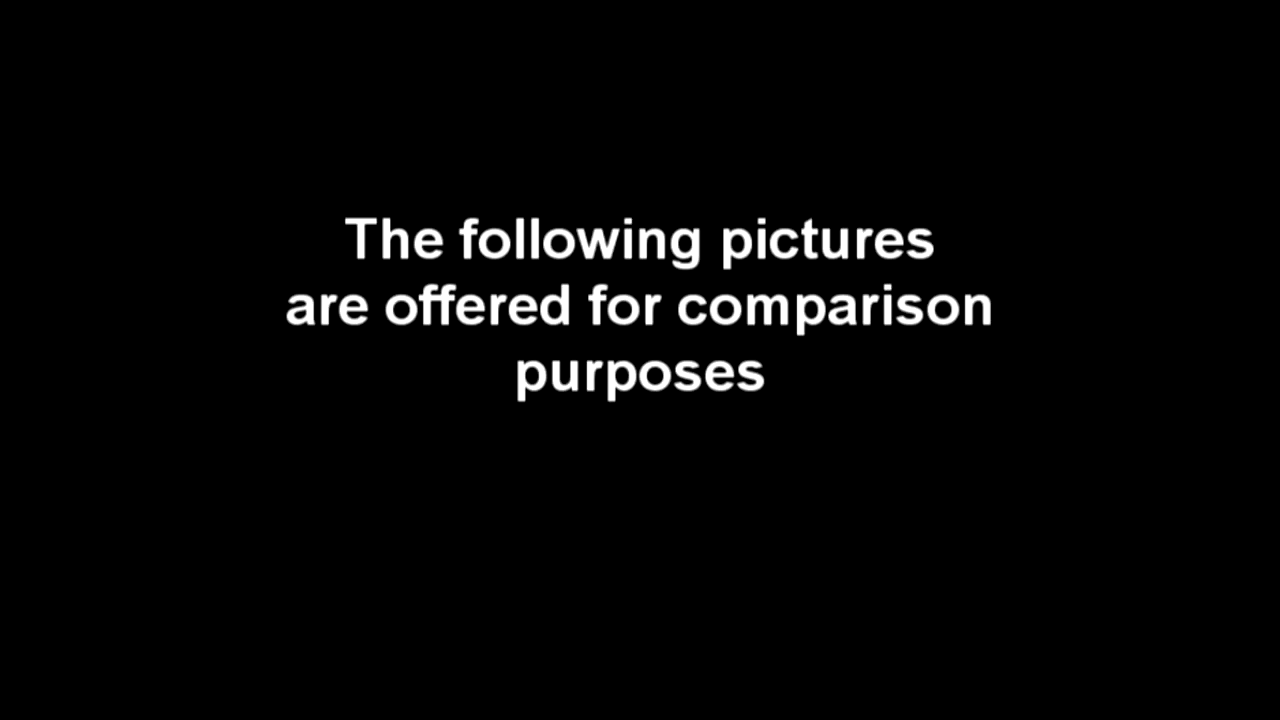 The following pictures
are offered for comparison
purposes